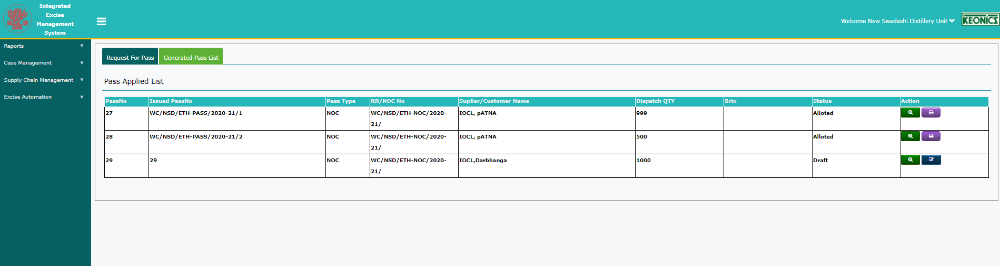 Integrated
Excise
Management
System
Welcome New Swadeshi Distillery Unit
KEONICS
Reports
Case Management
Supply Chain Management
Excise Automation
Request For Pass
Generated Pass List
Pass Applied List
PassNo Issued PassNo Pass Type RR/NOC No Suplier/Customer Name Dispatch QTY Brix Status Action
27 WC/NSD/ETH-PASS/2020-21/1 NOC WC/NSD/ETH-NOC/2020- IOCL, pATNA 999 Alloted
21/
28 WC/NSD/ETH-PASS/2020-21/2 NOC WC/NSD/ETH-NOC/2020- IOCL, pATNA 500 Alloted
21/
29 29 NOC WC/NSD/ETH-NOC/2020- IOCL,Darbhanga 1000 Draft
21/